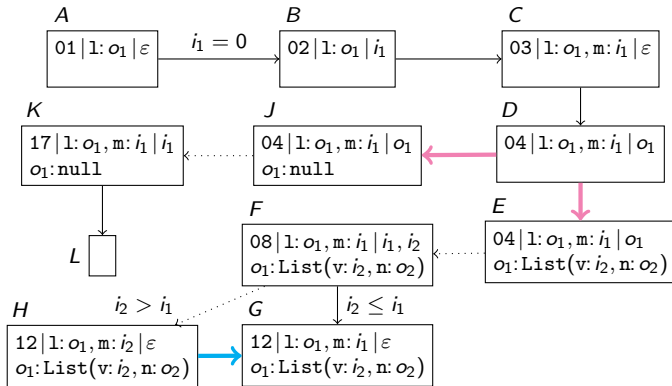 A
B
C
01 | l: o₁ | ε
i₁ = 0
02 | l: o₁ | i₁
03 | l: o₁, m: i₁ | ε
K
J
D
17 | l: o₁, m: i₁ | i₁
o₁: null
04 | l: o₁, m: i₁ | o₁
o₁: null
04 | l: o₁, m: i₁ | o₁
E
F
04 | l: o₁, m: i₁ | o₁
o₁: List(v: i₂, n: o₂)
08 | l: o₁, m: i₁ | i₁, i₂
o₁: List(v: i₂, n: o₂)
L
H
i₂ > i₁
G
i₂ ≤ i₁
12 | l: o₁, m: i₂ | ε
o₁: List(v: i₂, n: o₂)
12 | l: o₁, m: i₁ | ε
o₁: List(v: i₂, n: o₂)